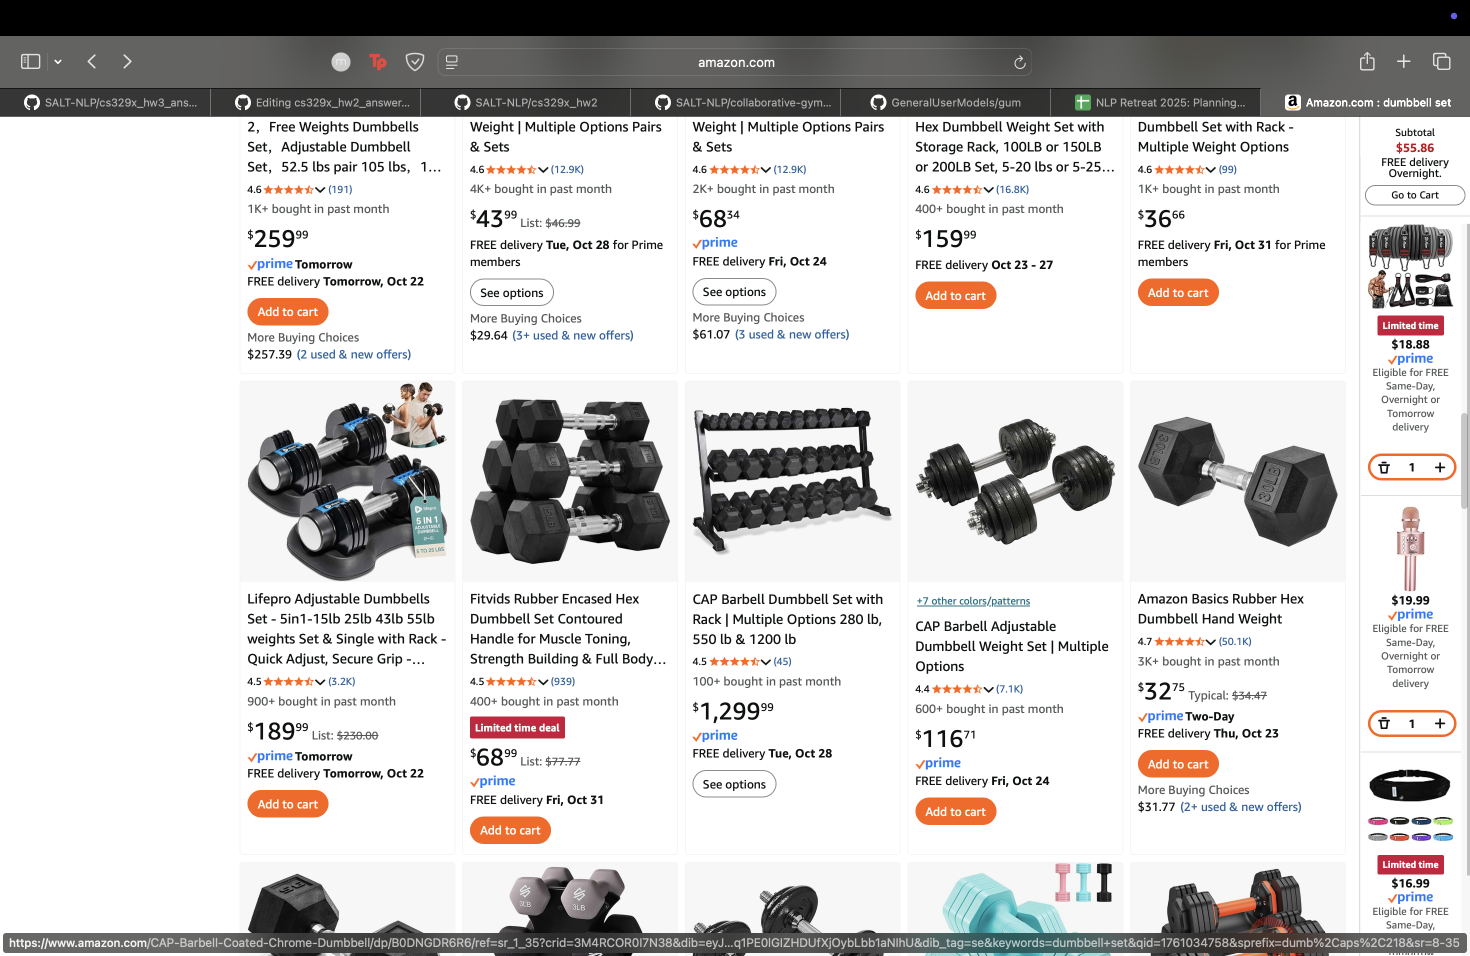 amazon.com
SALT-NLP/cs329x_hw3_ans...
Editing cs329x_hw2_answer...
SALT-NLP/cs329x_hw2
SALT-NLP/collaborative-gym...
GeneralUserModels/gum
NLP Retreat 2025: Planning...
Amazon.com : dumbbell set
2, Free Weights Dumbbells
Set, Adjustable Dumbbell
Set, 52.5 lbs pair 105 lbs, 1...
4.6 (191)
1K+ bought in past month
$259.99
prime Tomorrow
FREE delivery Tomorrow, Oct 22
Add to cart
More Buying Choices
$257.39 (2 used & new offers)
Weight | Multiple Options Pairs
& Sets
4.6 (12.9K)
4K+ bought in past month
$43.99 List: $46.99
FREE delivery Tue, Oct 28 for Prime
members
See options
More Buying Choices
$29.64 (3+ used & new offers)
Weight | Multiple Options Pairs
& Sets
4.6 (12.9K)
2K+ bought in past month
$68.34
prime
FREE delivery Fri, Oct 24
See options
More Buying Choices
$61.07 (3 used & new offers)
Hex Dumbbell Weight Set with
Storage Rack, 100LB or 150LB
or 200LB Set, 5-20 lbs or 5-25...
4.6 (16.8K)
400+ bought in past month
$159.99
FREE delivery Oct 23 - 27
Add to cart
Dumbbell Set with Rack -
Multiple Weight Options
4.6 (99)
1K+ bought in past month
$36.66
FREE delivery Fri, Oct 31 for Prime
members
Add to cart
Lifepro Adjustable Dumbbells
Set - 5in1-15lb 25lb 43lb 55lb
weights Set & Single with Rack -
Quick Adjust, Secure Grip -...
4.5 (3.2K)
900+ bought in past month
$189.99 List: $230.00
prime Tomorrow
FREE delivery Tomorrow, Oct 22
Add to cart
Fitvids Rubber Encased Hex
Dumbbell Set Contoured
Handle for Muscle Toning,
Strength Building & Full Body...
4.5 (939)
400+ bought in past month
Limited time deal
$68.99 List: $77.77
prime
FREE delivery Fri, Oct 31
Add to cart
CAP Barbell Dumbbell Set with
Rack | Multiple Options 280 lb,
550 lb & 1200 lb
4.5 (45)
100+ bought in past month
$1,299.99
prime
FREE delivery Tue, Oct 28
See options
+7 other colors/patterns
CAP Barbell Adjustable
Dumbbell Weight Set | Multiple
Options
4.4 (7.1K)
600+ bought in past month
$116.71
prime
FREE delivery Fri, Oct 24
Add to cart
30LB
30LB
Amazon Basics Rubber Hex
Dumbbell Hand Weight
4.7 (50.1K)
3K+ bought in past month
$32.75 Typical: $34.47
prime Two-Day
FREE delivery Thu, Oct 23
Add to cart
More Buying Choices
$31.77 (2+ used & new offers)
5 IN 1
3LB
3LB
Subtotal
$55.86
FREE delivery
Overnight.
Go to Cart
Limited time
$18.88
prime
Eligible for FREE
Same-Day,
Overnight or
Tomorrow
delivery
1
$19.99
prime
Eligible for FREE
Same-Day,
Overnight or
Tomorrow
delivery
1
Limited time
$16.99
prime
Eligible for FREE
Same-Day,
https://www.amazon.com/CAP-Barbell-Coated-Chrome-Dumbbell/dp/B0DNGDR6R6/ref=sr_1_35?crid=3M4RCOR0I7N38&dib=eyJ...q1PE0lGIZHDUfXjOybLbb1aNlhU&dib_tag=se&keywords=dumbbell+set&qid=1761034758&sprefix=dumb%2Caps%2C218&sr=8-35